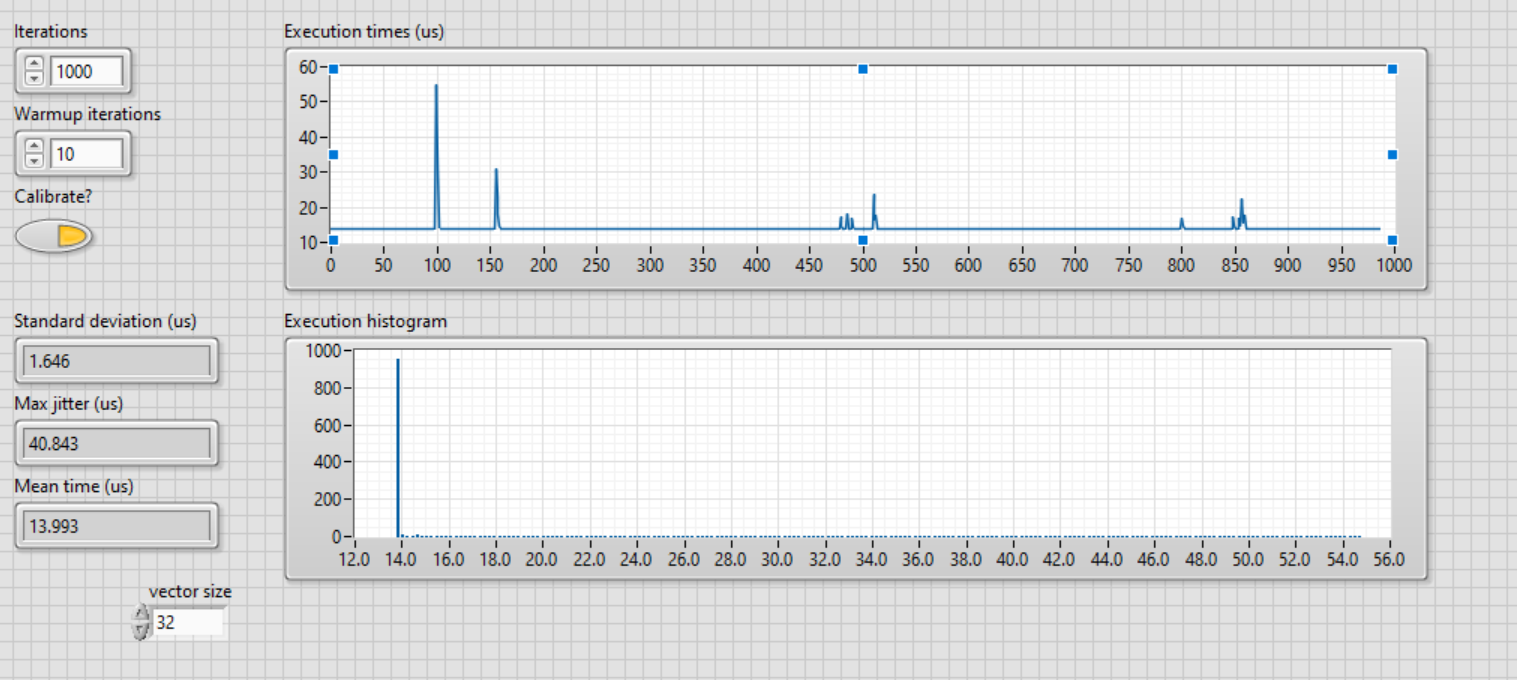 Iterations
1000
Warmup iterations
10
Calibrate?
Execution times (us)
60
50
40
30
20
10
0 50 100 150 200 250 300 350 400 450 500 550 600 650 700 750 800 850 900 950 1000
Standard deviation (us)
1.646
Max jitter (us)
40.843
Mean time (us)
13.993
vector size
32
Execution histogram
1000
800
600
400
200
0
12.0 14.0 16.0 18.0 20.0 22.0 24.0 26.0 28.0 30.0 32.0 34.0 36.0 38.0 40.0 42.0 44.0 46.0 48.0 50.0 52.0 54.0 56.0